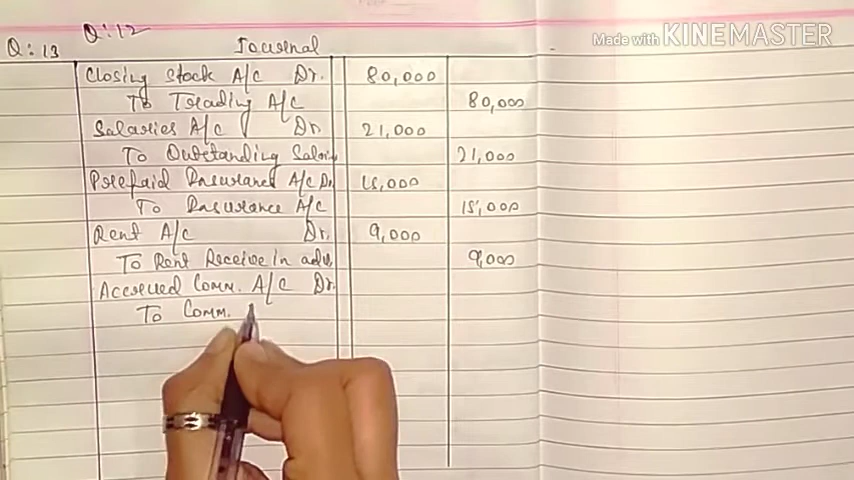 Q: 12
Q: 13
Journal
Made with KINEMASTER
Closing Stock A/c Dr. 80,000
To Trading A/c 80,000
Salaries A/c Dr. 21,000
To Outstanding Salari 21,000
Prepaid Insurance A/c Dr. 15,000
To Insurance A/c 15,000
Rent A/c Dr. 9,000
To Rent Receive in adv. 9,000
Accrued Comm. A/c Dr.
To Comm.